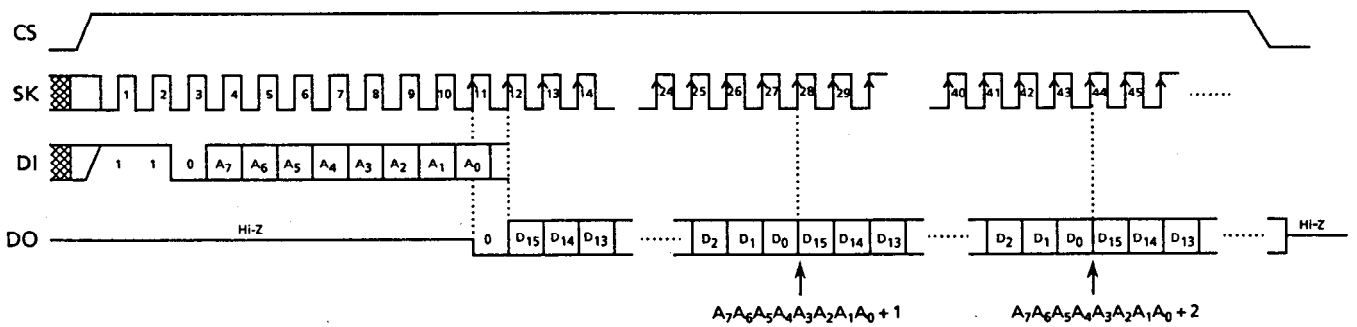 CS
SK 1 2 3 4 5 6 7 8 9 10 11 12 13 14 24 25 26 27 28 29 40 41 42 43 44 45 ........
DI 1 1 0 A7 A6 A5 A4 A3 A2 A1 A0
DO Hi-Z 0 D15 D14 D13 ........ D2 D1 D0 D15 D14 D13 ........ D2 D1 D0 D15 D14 D13 ........ Hi-Z
A7A6A5A4A3A2A1A0 + 1 A7A6A5A4A3A2A1A0 + 2